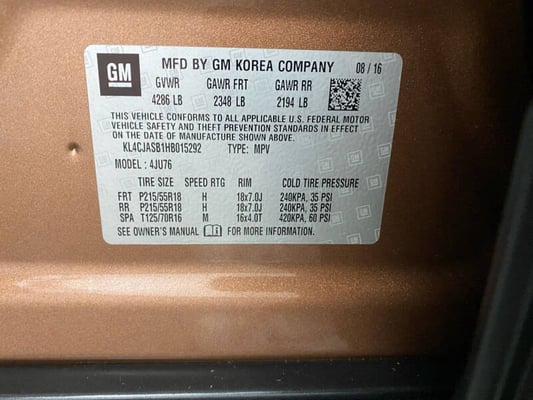 GM
MFD BY GM KOREA COMPANY 08 / 16
GVWR GAWR FRT GAWR RR
4286 LB 2348 LB 2194 LB
THIS VEHICLE CONFORMS TO ALL APPLICABLE U.S. FEDERAL MOTOR
VEHICLE SAFETY AND THEFT PREVENTION STANDARDS IN EFFECT
ON THE DATE OF MANUFACTURE SHOWN ABOVE.
KL4CJASB1HB015292 TYPE: MPV
MODEL : 4JU76
TIRE SIZE SPEED RTG RIM COLD TIRE PRESSURE
FRT P215/55R18 H 18x7.0J 240KPA, 35 PSI
RR P215/55R18 H 18x7.0J 240KPA, 35 PSI
SPA T125/70R16 M 16x4.0T 420KPA, 60 PSI
SEE OWNER'S MANUAL FOR MORE INFORMATION.